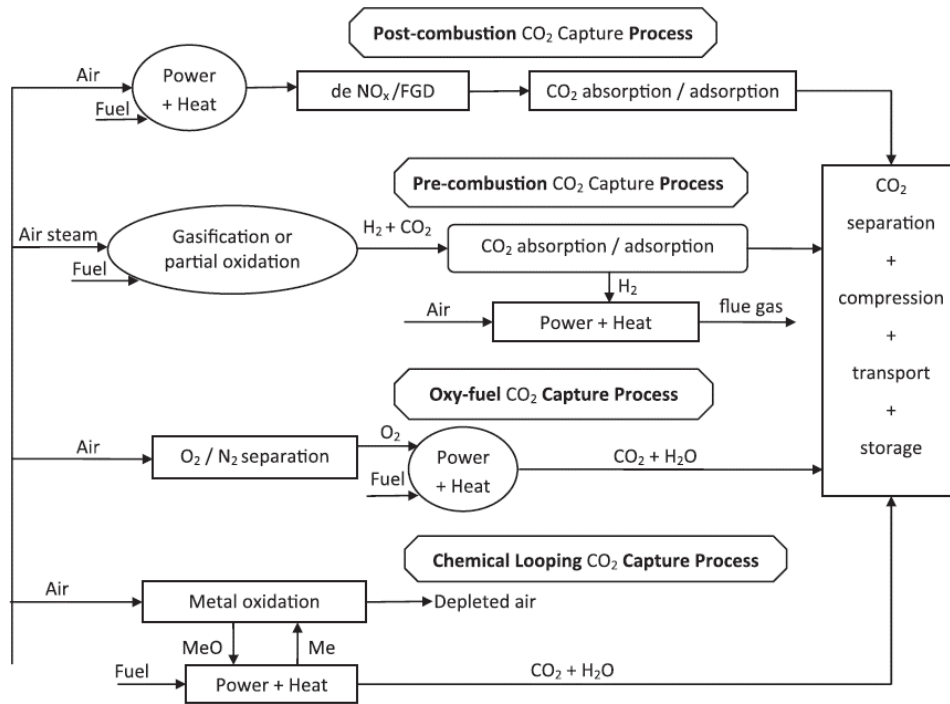 Post-combustion CO₂ Capture Process
Air
Fuel
Power
+ Heat
de NOₓ/FGD
CO₂ absorption / adsorption
Pre-combustion CO₂ Capture Process
Air steam
Fuel
Gasification or
partial oxidation
H₂ + CO₂
CO₂ absorption / adsorption
H₂
Air
Power + Heat
flue gas
Oxy-fuel CO₂ Capture Process
Air
O₂ / N₂ separation
O₂
Fuel
Power
+ Heat
CO₂ + H₂O
Chemical Looping CO₂ Capture Process
Air
Metal oxidation
Depleted air
MeO
Me
Fuel
Power + Heat
CO₂ + H₂O
CO₂
separation
+
compression
+
transport
+
storage